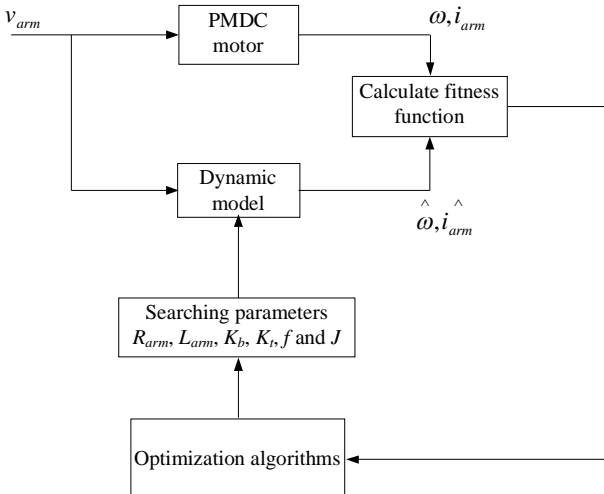 v_arm
PMDC
motor
ω, i_arm
Calculate fitness
function
Dynamic
model
ω̂, î_arm
Searching parameters
R_arm, L_arm, K_b, K_t, f and J
Optimization algorithms